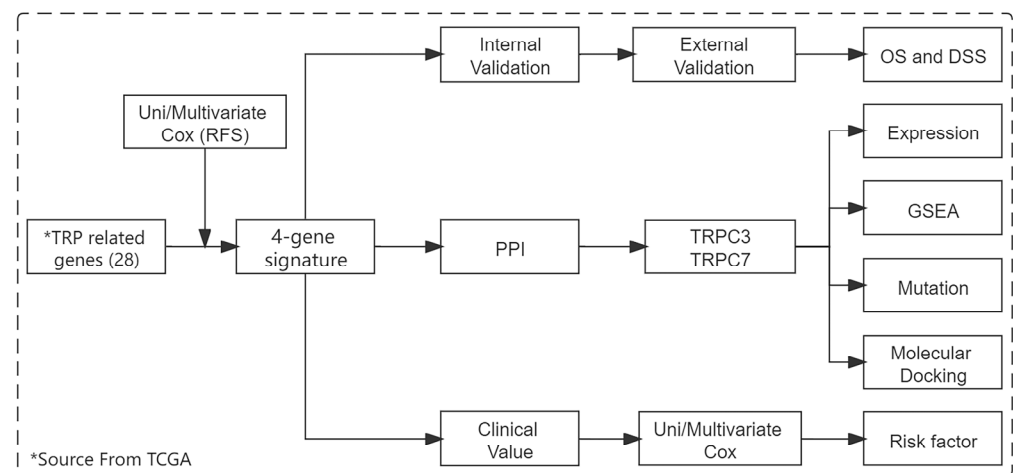 Internal
Validation
External
Validation
OS and DSS
Uni/Multivariate
Cox (RFS)
Expression
*TRP related
genes (28)
4-gene
signature
PPI
TRPC3
TRPC7
GSEA
Mutation
Molecular
Docking
Clinical
Value
Uni/Multivariate
Cox
Risk factor
*Source From TCGA